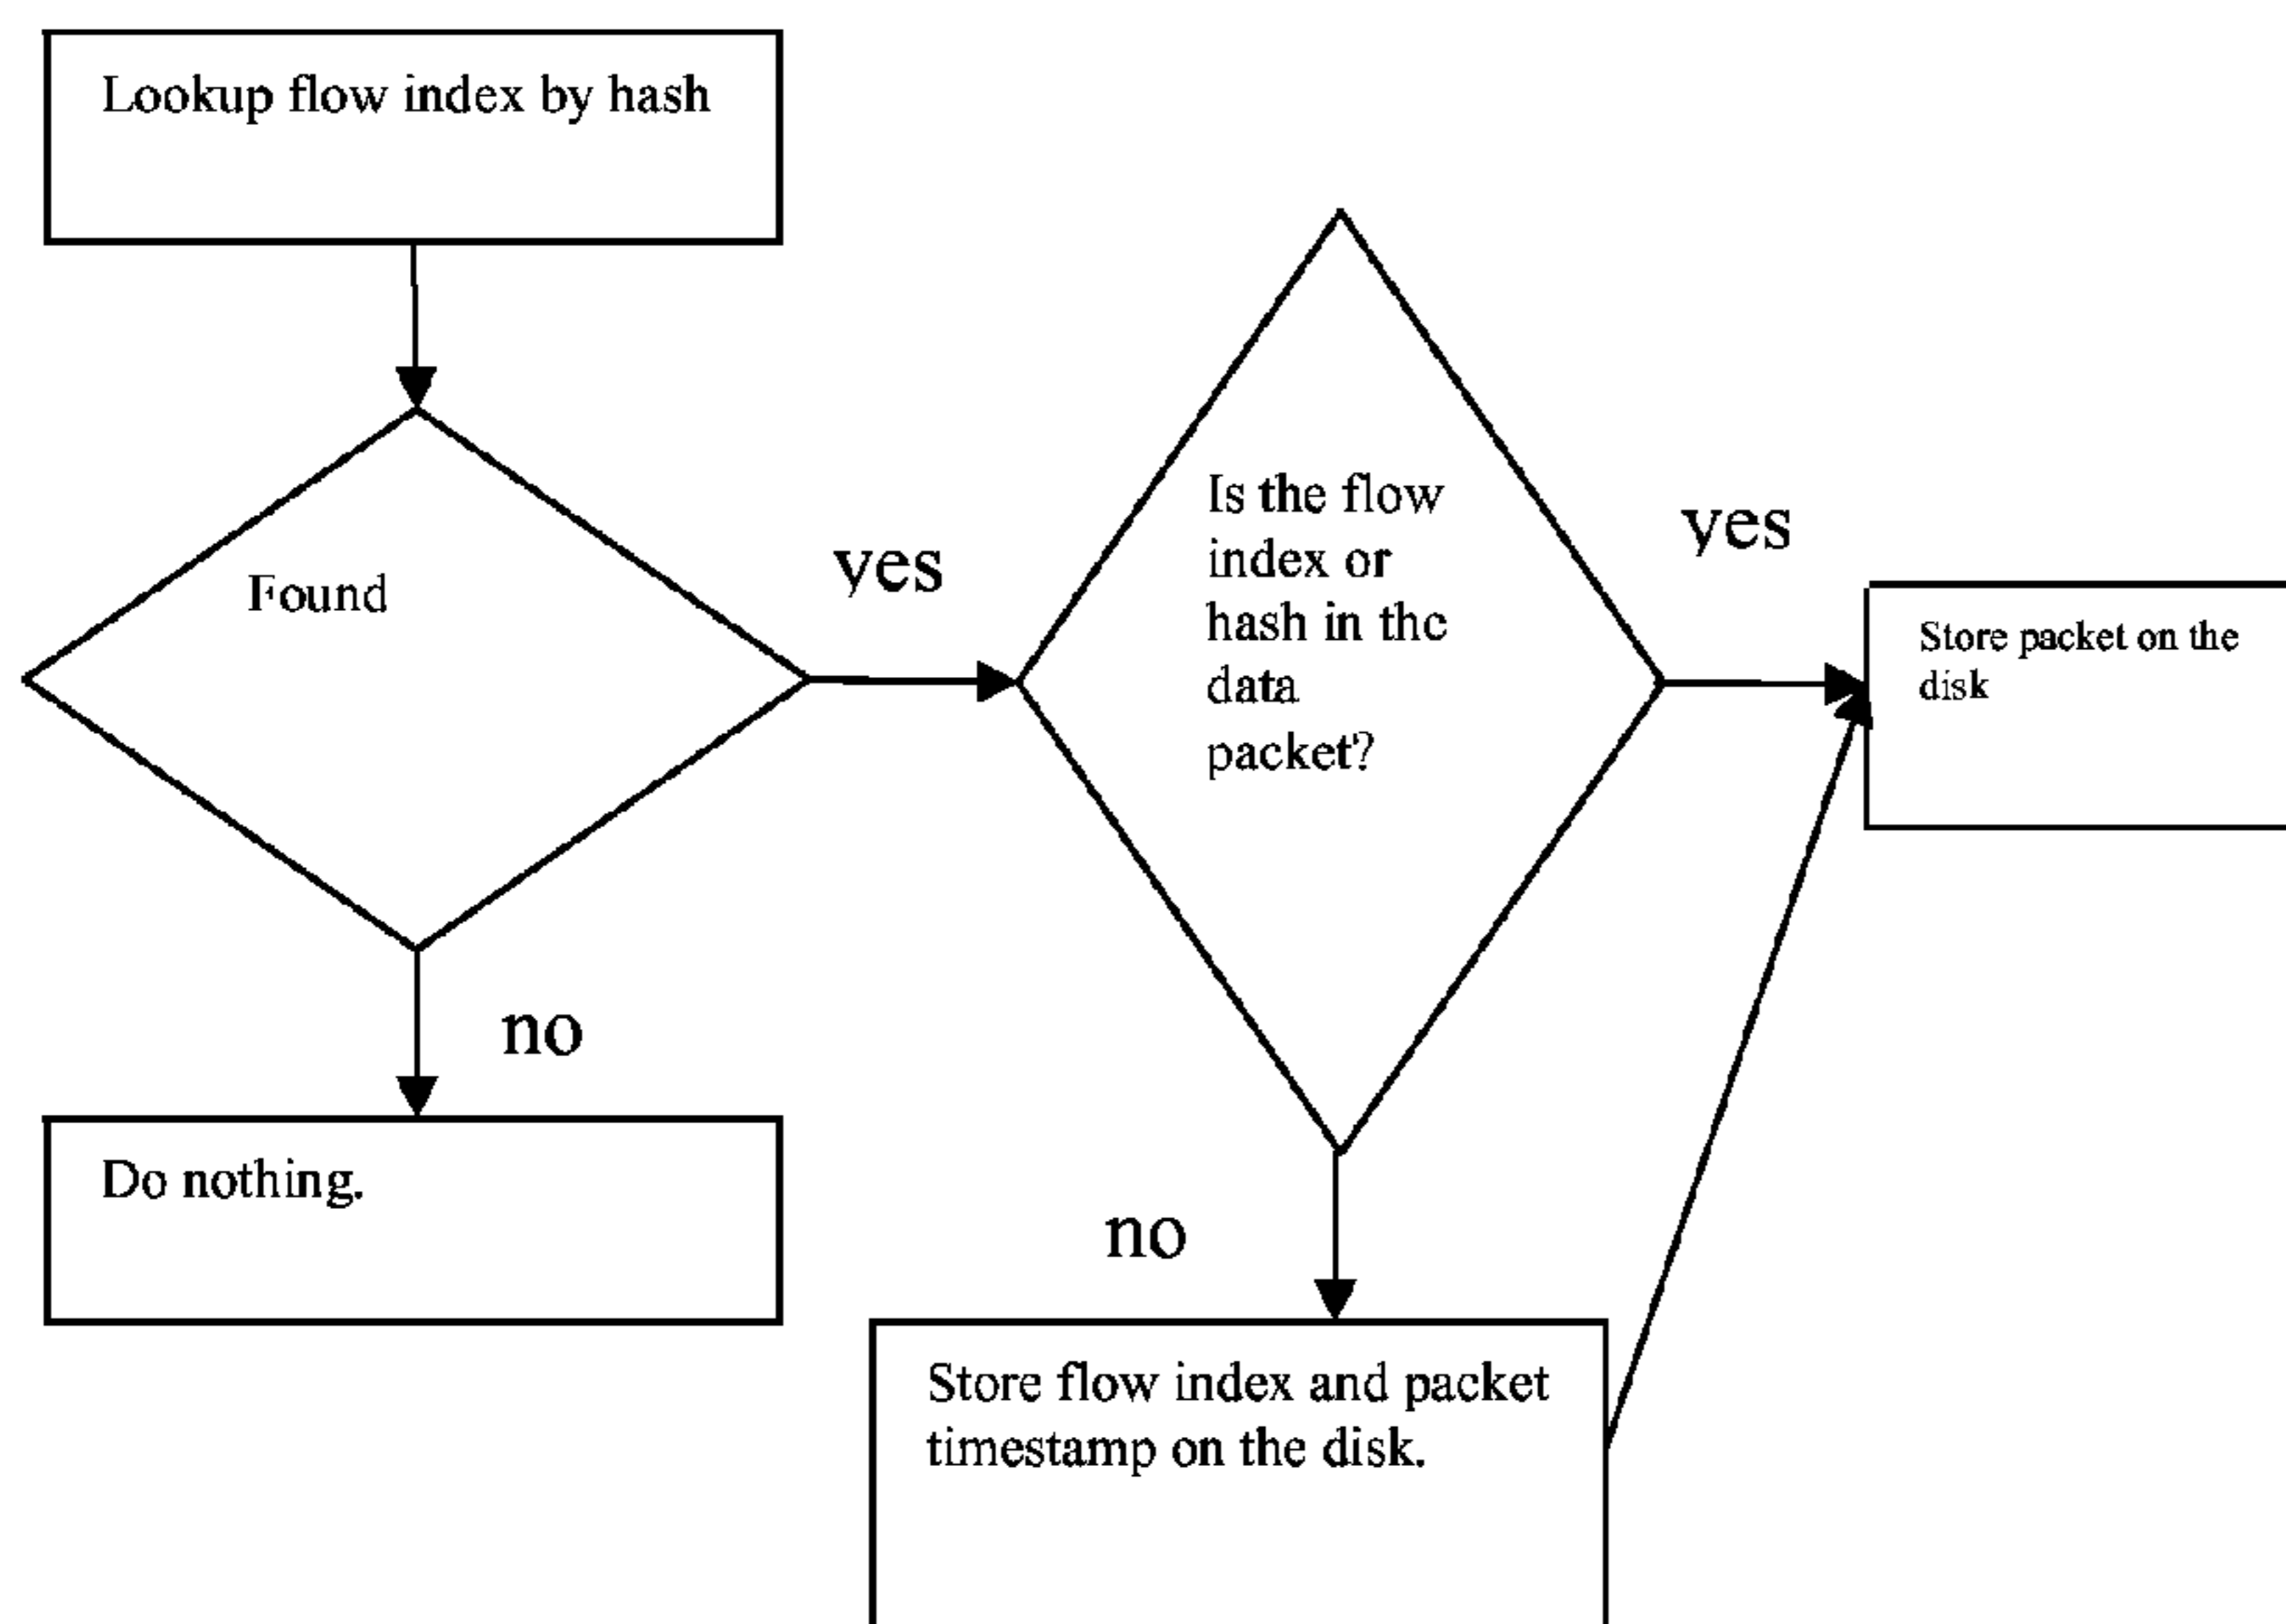 Lookup flow index by hash
Found
yes
Is the flow
index or
hash in the
data
packet?
yes
Store packet on the
disk
no
Do nothing.
no
Store flow index and packet
timestamp on the disk.